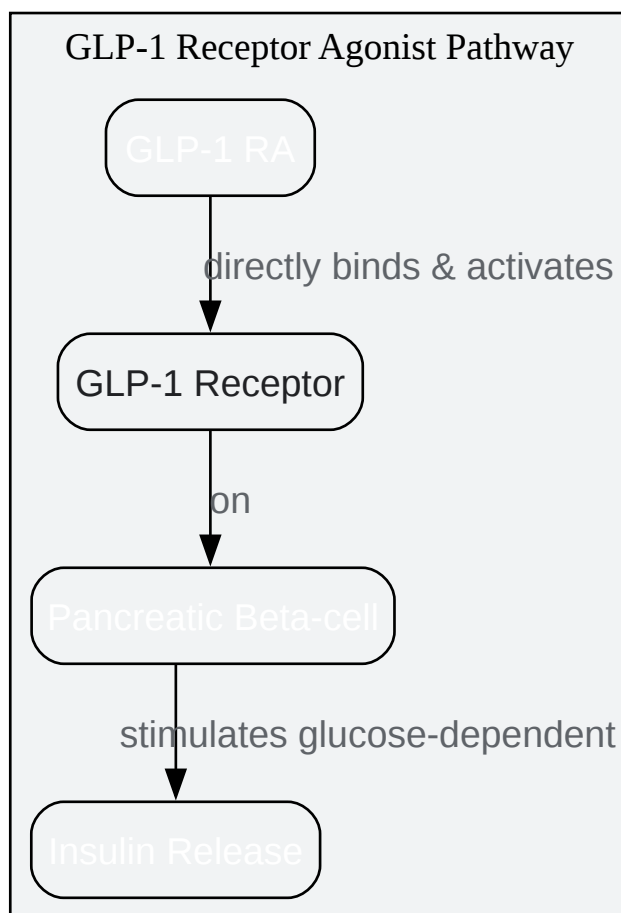 GLP-1 Receptor Agonist Pathway
GLP-1 RA
directly binds & activates
GLP-1 Receptor
on
Pancreatic Beta-cell
stimulates glucose-dependent
Insulin Release